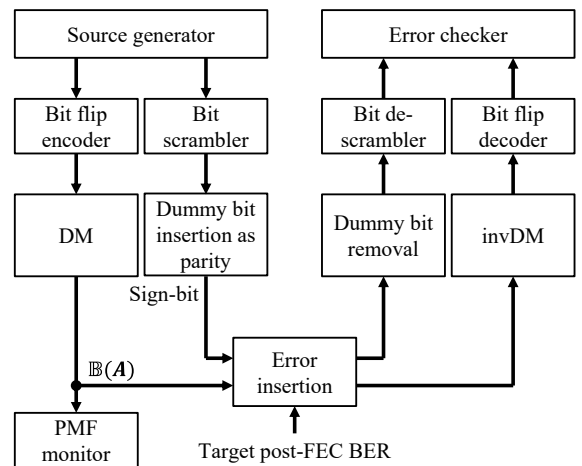 Source generator
Error checker
Bit flip
encoder
Bit
scrambler
Bit de-
scrambler
Bit flip
decoder
DM
Dummy bit
insertion as
parity
Dummy bit
removal
invDM
Sign-bit
𝔹(𝑨)
Error
insertion
PMF
monitor
Target post-FEC BER